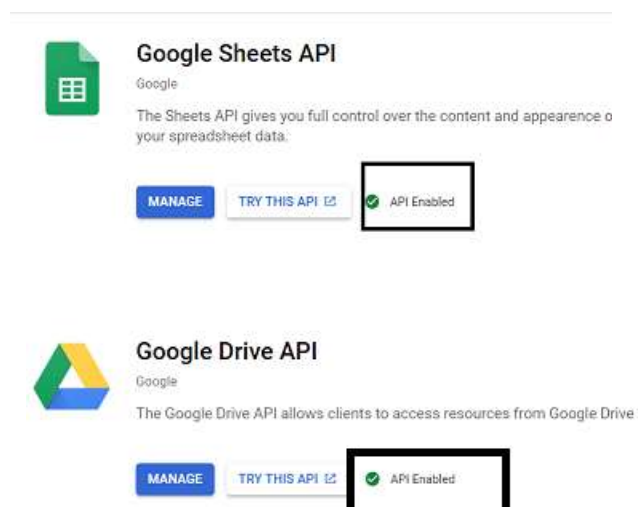 Google Sheets API
Google
The Sheets API gives you full control over the content and appearence o
your spreadsheet data.
MANAGE TRY THIS API API Enabled
Google Drive API
Google
The Google Drive API allows clients to access resources from Google Drive
MANAGE TRY THIS API API Enabled